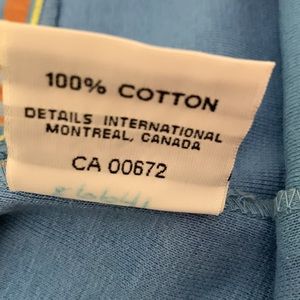 100% COTTON
DETAILS INTERNATIONAL
MONTREAL, CANADA
CA 00672